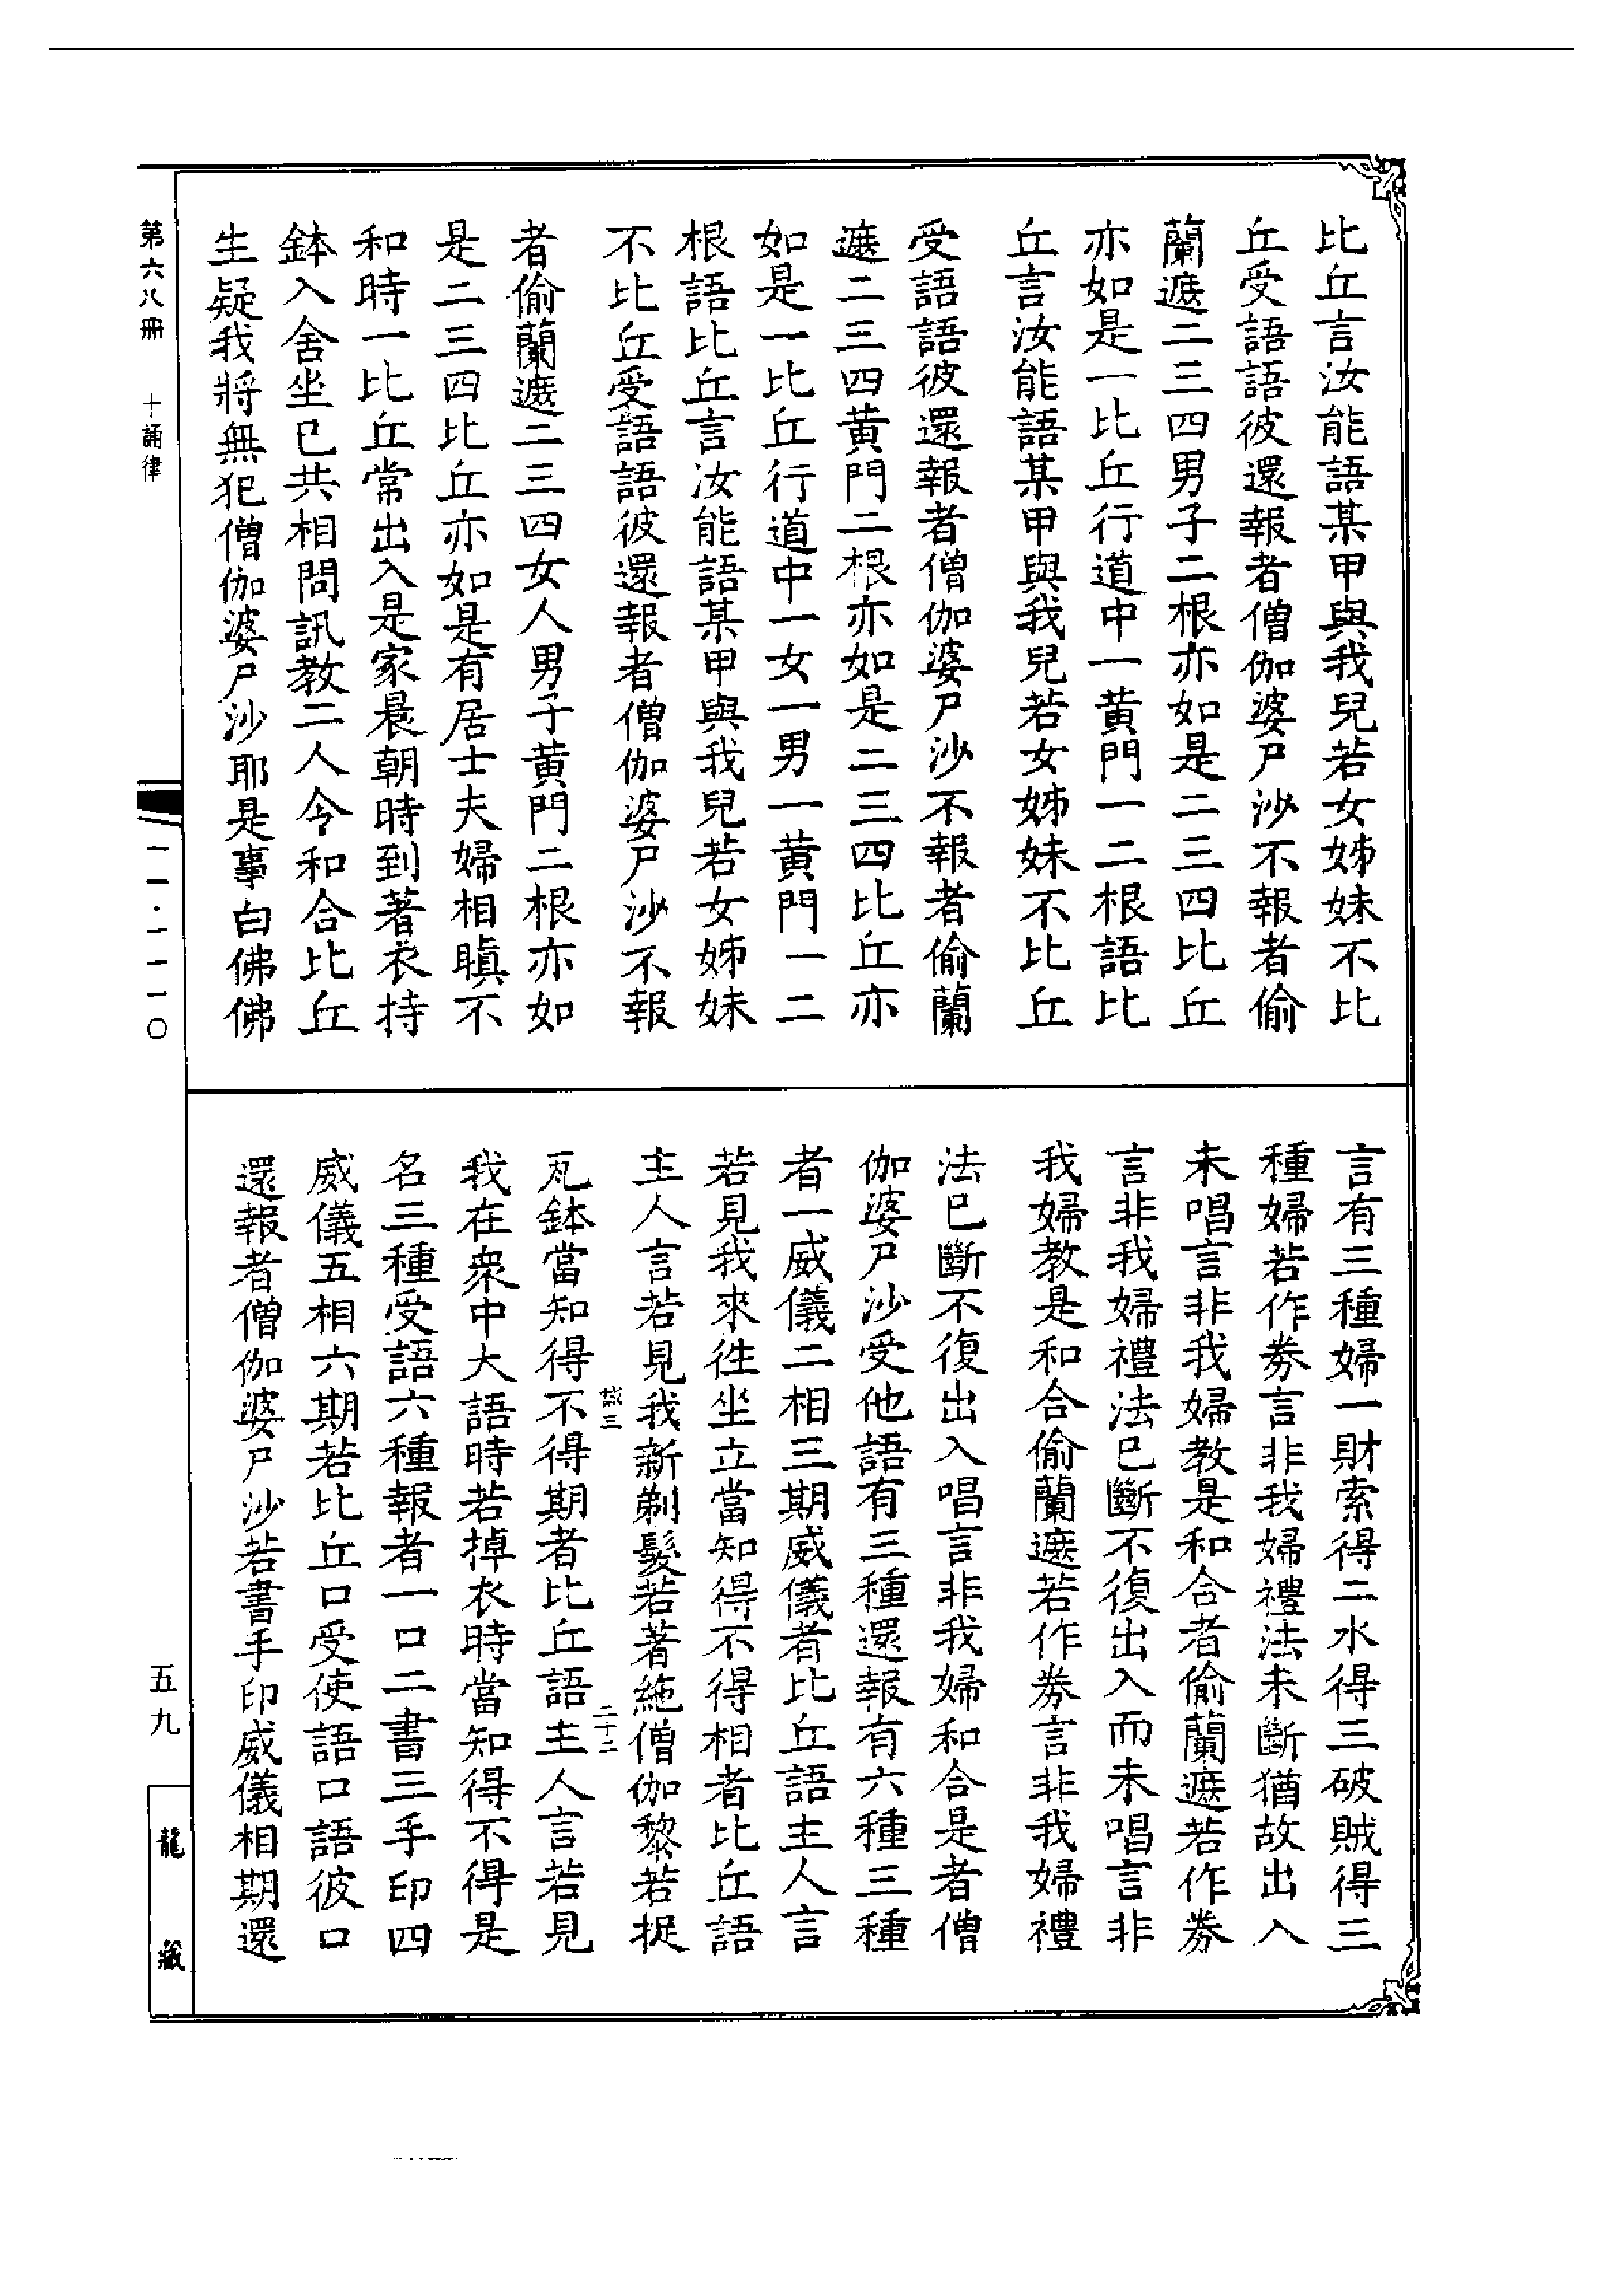 比丘言汝能語某甲與我兒若女姊妹不比
丘受語語彼還報者僧伽婆尸沙不報者偷
蘭遮二三四男子二根亦如是二三四比丘
亦如是一比丘行道中一黃門一二根語比
丘言汝能語某甲與我兒若女姊妹不比丘
受語語彼還報者僧伽婆尸沙不報者偷蘭
遮二三四黃門二根亦如是二三四比丘亦
如是一比丘行道中一女一男一黃門一二
根語比丘言汝能語某甲與我兒若女姊妹
不比丘受語語彼還報者僧伽婆尸沙不報
者偷蘭遮二三四女人男子黃門二根亦如
是二三四比丘亦如是有居士夫婦相瞋不
和時一比丘常出入是家晨朝時到著衣持
鉢入舍坐已共相問訊教二人令和合比丘
生疑我將無犯僧伽婆尸沙耶是事白佛佛
言有三種婦一財索得二水得三破賊得三
種婦若作券言非我婦禮法未斷猶故出入
未唱言非我婦教是和合者偷蘭遮若作券
言非我婦禮法已斷不復出入而未唱言非
我婦教是和合偷蘭遮若作券言非我婦禮
法已斷不復出入唱言非我婦和合是者僧
伽婆尸沙受他語有三種還報有六種三種
者一威儀二相三期威儀者比丘語主人言
若見我來往坐立當知得不得相者比丘語
主人言若見我新剃髮若著絁僧伽黎若捉
誡三
二十二
瓦鉢當知得不得期者比丘語主人言若見
我在眾中大語時若掉衣時當知得不得是
名三種受語六種報者一口二書三手印四
威儀五相六期若比丘口受使語口語彼口
還報者僧伽婆尸沙若書手印威儀相期還
第六八冊 十誦律
一一·一一一〇
五九
龍藏